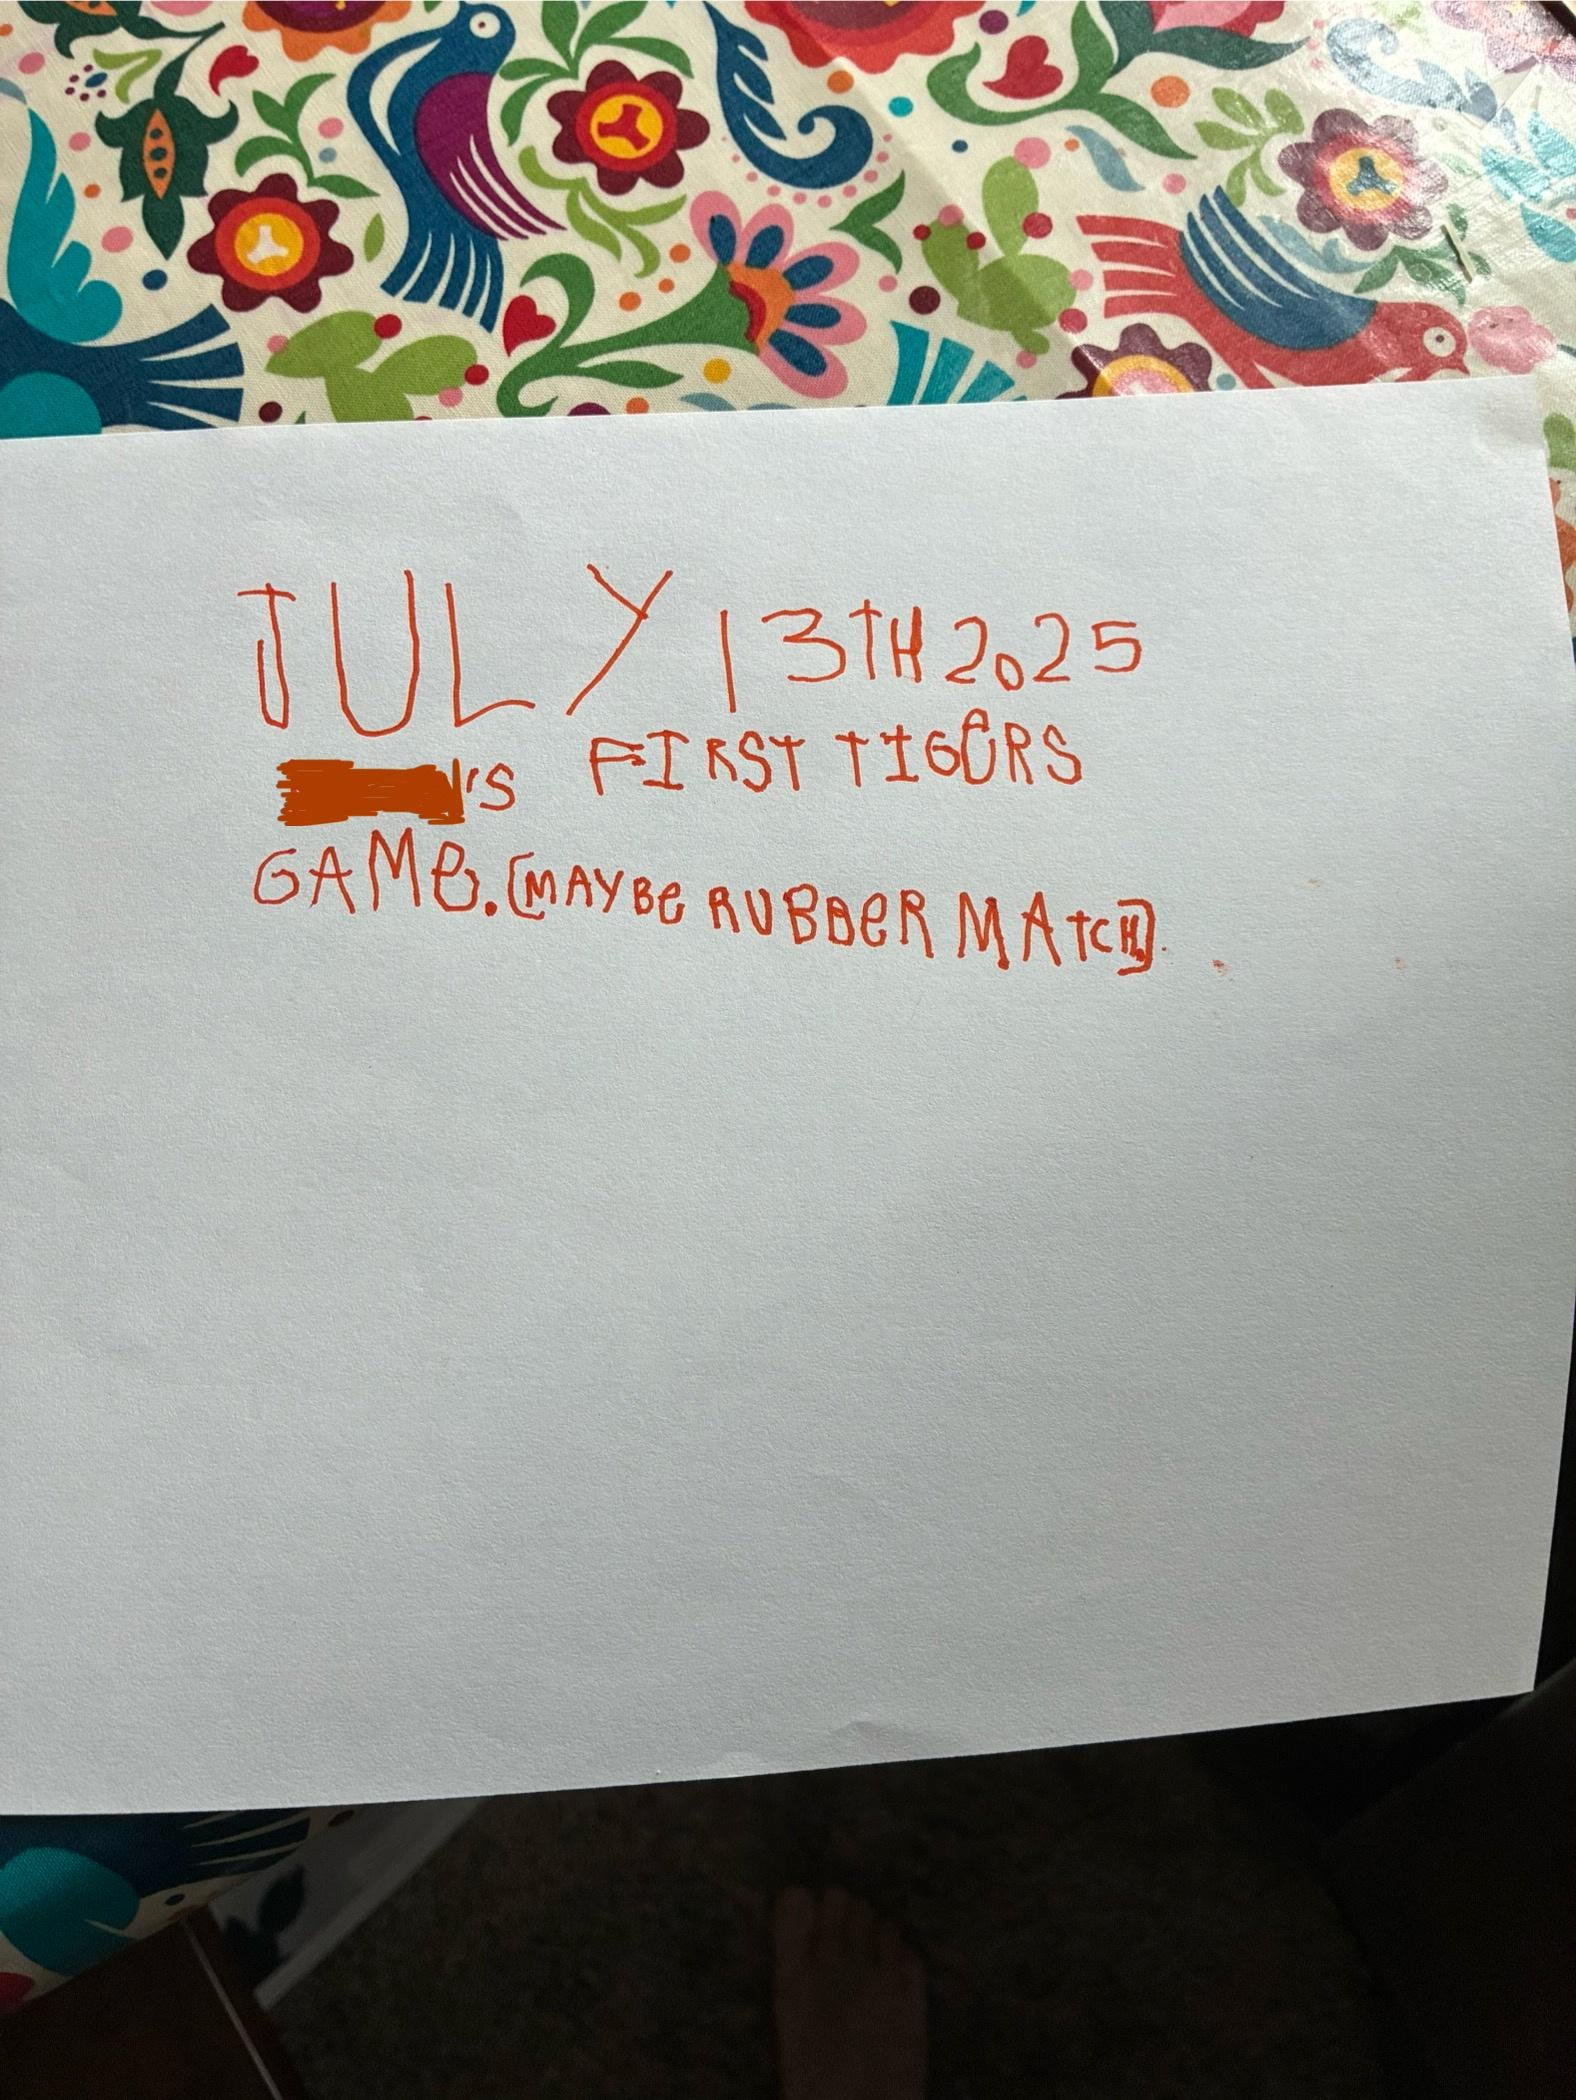 JULY 13TH 2025
's FIRST TIGERS
GAMe. [MAYBe RUBBeR MAtCH.]